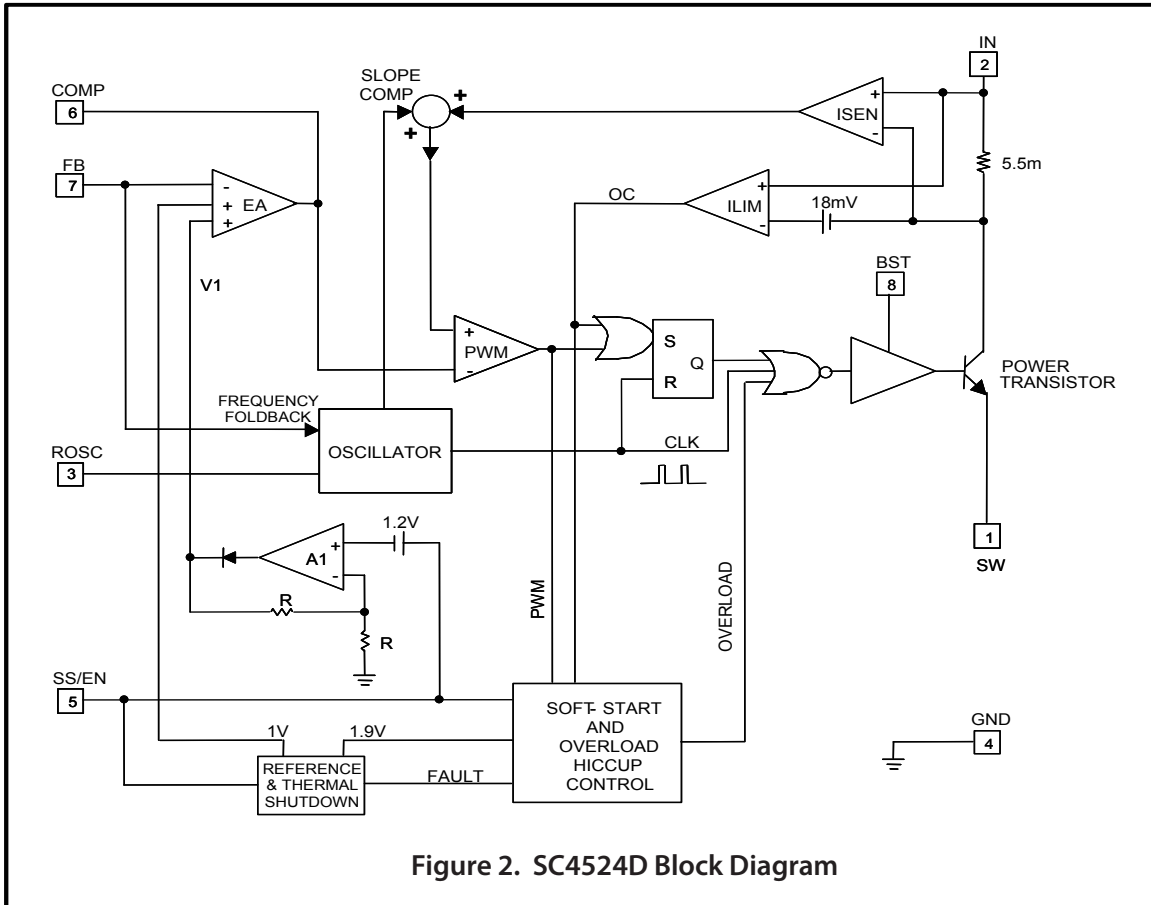 IN
2
SLOPE
COMP
+
+
COMP
6
+
ISEN
-
5.5m
FB
7
-
+
EA
+
OC
+
ILIM
-
18mV
V1
BST
8
+
PWM
-
S
Q
R
POWER
TRANSISTOR
FREQUENCY
FOLDBACK
OSCILLATOR
CLK
ROSC
3
1.2V
+
A1
-
R
R
PWM
OVERLOAD
1
SW
SS/EN
5
SOFT- START
AND
OVERLOAD
HICCUP
CONTROL
1V
1.9V
REFERENCE
& THERMAL
SHUTDOWN
FAULT
GND
4
Figure 2. SC4524D Block Diagram